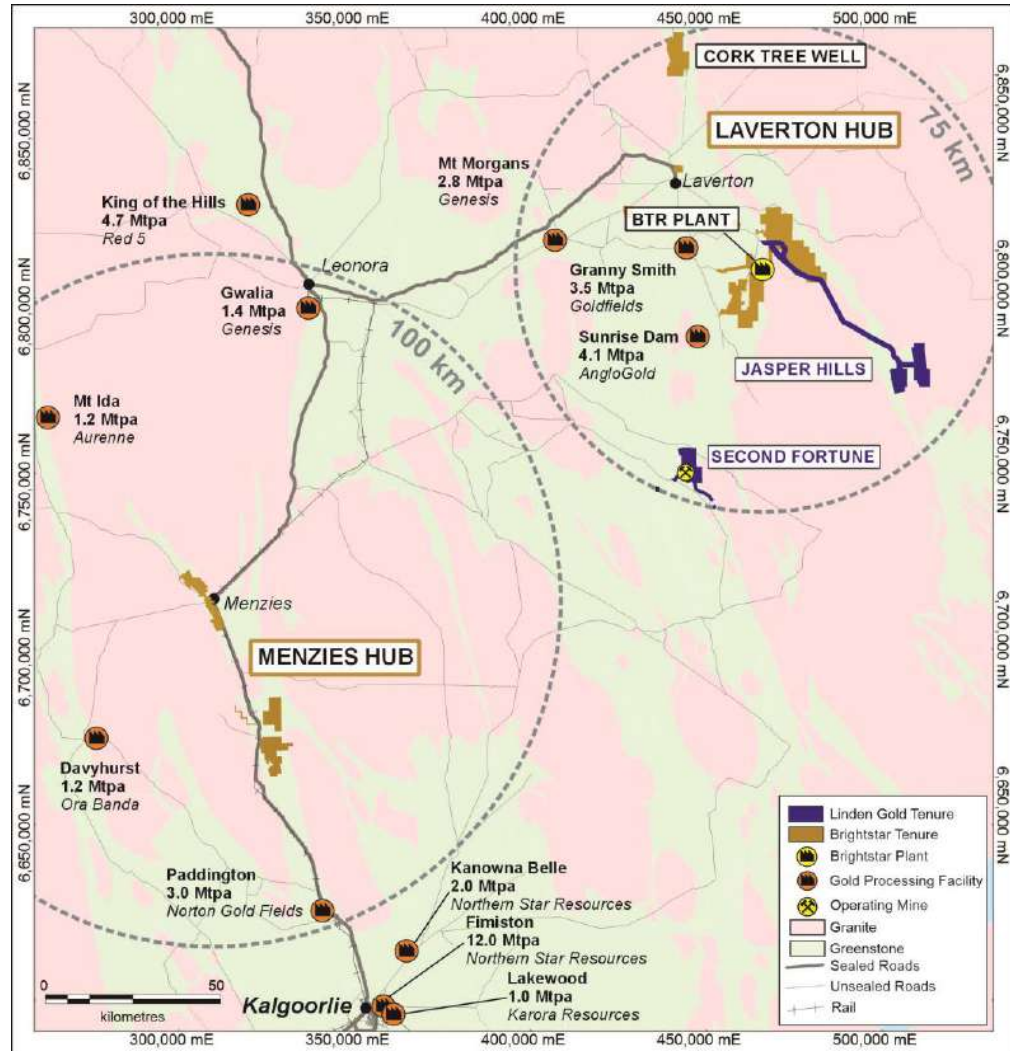 300,000 mE
350,000 mE
400,000 mE
450,000 mE
500,000 mE
6,850,000 mN
6,800,000 mN
6,750,000 mN
6,700,000 mN
6,650,000 mN
6,850,000 mN
6,800,000 mN
6,750,000 mN
6,700,000 mN
6,650,000 mN
CORK TREE WELL
LAVERTON HUB
75 km
Mt Morgans
2.8 Mtpa
Genesis
Laverton
King of the Hills
4.7 Mtpa
Red 5
BTR PLANT
Leonora
Granny Smith
3.5 Mtpa
Goldfields
Gwalia
1.4 Mtpa
Genesis
100 km
Sunrise Dam
4.1 Mtpa
AngloGold
JASPER HILLS
Mt Ida
1.2 Mtpa
Aurenne
SECOND FORTUNE
Menzies
MENZIES HUB
Davyhurst
1.2 Mtpa
Ora Banda
Paddington
3.0 Mtpa
Norton Gold Fields
Kanowna Belle
2.0 Mtpa
Northern Star Resources
Fimiston
12.0 Mtpa
Northern Star Resources
Lakewood
1.0 Mtpa
Karora Resources
Kalgoorlie
0
50
kilometres
Linden Gold Tenure
Brightstar Tenure
Brightstar Plant
Gold Processing Facility
Operating Mine
Granite
Greenstone
Sealed Roads
Unsealed Roads
Rail
300,000 mE
350,000 mE
400,000 mE
450,000 mE
500,000 mE